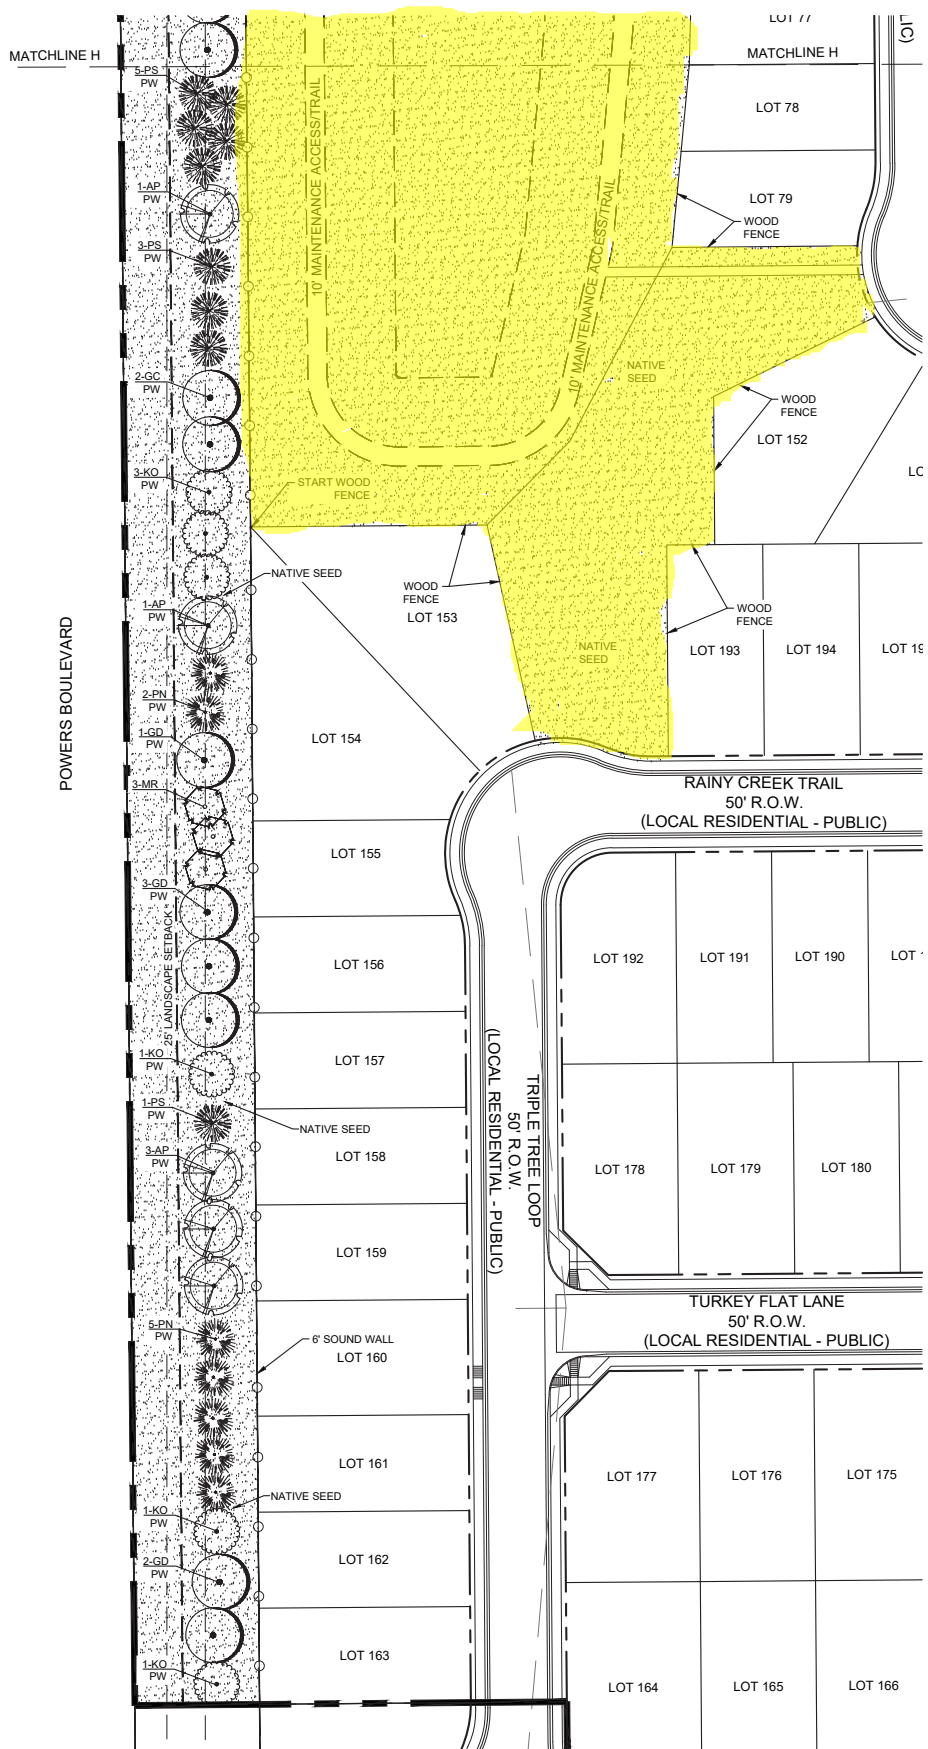 LOT 77
LIC)
MATCHLINE H
MATCHLINE H
5-PS
PW
LOT 78
10' MAINTENANCE ACCESS/TRAIL
10' MAINTENANCE ACCESS/TRAIL
1-AP
PW
LOT 79
WOOD
FENCE
3-PS
PW
NATIVE
SEED
2-GC
PW
WOOD
FENCE
LOT 152
3-KO
PW
START WOOD
FENCE
LO
NATIVE SEED
WOOD
FENCE
LOT 153
1-AP
PW
WOOD
FENCE
NATIVE
SEED
LOT 193
LOT 194
LOT 19
POWERS BOULEVARD
2-PN
PW
1-GD
PW
LOT 154
3-MR
RAINY CREEK TRAIL
50' R.O.W.
(LOCAL RESIDENTIAL - PUBLIC)
LOT 155
3-GD
PW
25' LANDSCAPE SETBACK
LOT 156
LOT 192
LOT 191
LOT 190
LOT 1
1-KO
PW
LOT 157
1-PS
PW
NATIVE SEED
TRIPLE TREE LOOP
50' R.O.W.
(LOCAL RESIDENTIAL - PUBLIC)
3-AP
PW
LOT 158
LOT 178
LOT 179
LOT 180
LOT 159
5-PN
PW
6' SOUND WALL
LOT 160
TURKEY FLAT LANE
50' R.O.W.
(LOCAL RESIDENTIAL - PUBLIC)
LOT 161
LOT 177
LOT 176
LOT 175
NATIVE SEED
1-KO
PW
LOT 162
2-GD
PW
LOT 163
1-KO
PW
LOT 164
LOT 165
LOT 166